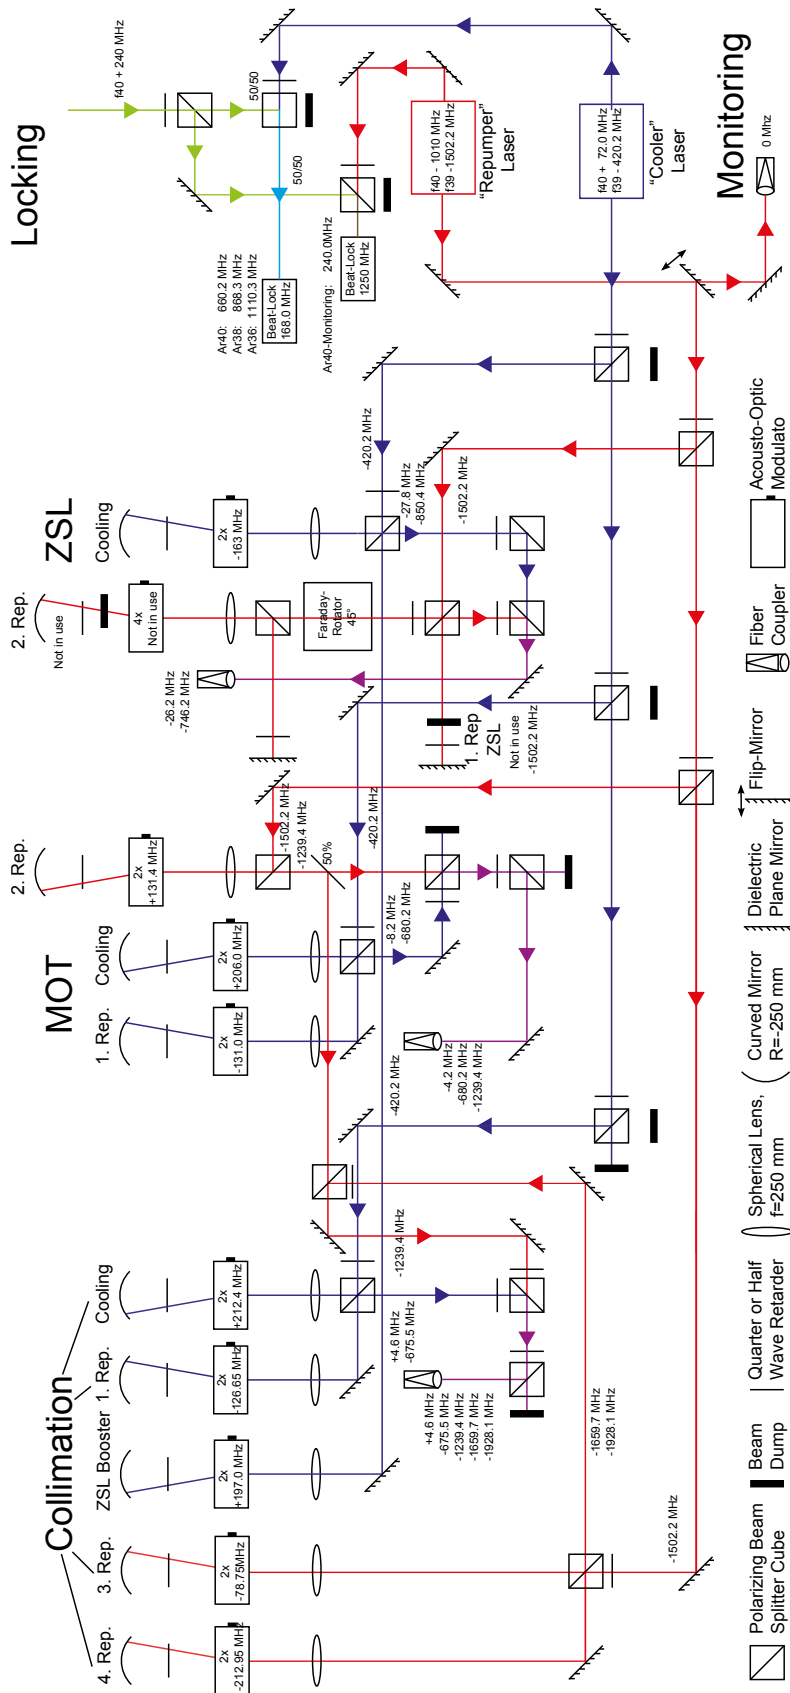 Locking
f40 + 240 MHz
50/50
50/50
Ar40: 660.2 MHz
Ar38: 868.3 MHz
Ar36: 1110.3 MHz
Beat-Lock
168.0 MHz
Ar40-Monitoring: 240.0MHz
Beat-Lock
1250 MHz
f40 - 1010 MHz
f39 -1502.2 MHz
"Repumper"
Laser
f40 + 72.0 MHz
f39 - 420.2 MHz
"Cooler"
Laser
Monitoring
0 Mhz
ZSL
Cooling
2x
-163 MHz
-420.2 MHz
-27.8 MHz
-850.4 MHz
-1502.2 MHz
2. Rep.
Not in use
4x
Not in use
Faraday-
Rotator
45°
-26.2 MHz
-746.2 MHz
1. Rep
ZSL
Not in use
-1502.2 MHz
MOT
2. Rep.
2x
+131.4 MHz
-1502.2 MHz
-1239.4 MHz
50%
-420.2 MHz
Cooling
2x
+206.0 MHz
-8.2 MHz
-680.2 MHz
1. Rep.
2x
-131.0 MHz
-4.2 MHz
-680.2 MHz
-1239.4 MHz
-420.2 MHz
Collimation
Cooling
2x
+212.4 MHz
-1239.4 MHz
1. Rep.
2x
-126.65 MHz
+4.6 MHz
-675.5 MHz
+4.6 MHz
-675.5 MHz
-1239.4 MHz
-1659.7 MHz
-1928.1 MHz
ZSL Booster
2x
+197.0 MHz
3. Rep.
2x
-78.75MHz
-1659.7 MHz
-1928.1 MHz
4. Rep.
2x
-212.95 MHz
-1502.2 MHz
Polarizing Beam
Splitter Cube
Beam
Dump
Quarter or Half
Wave Retarder
Spherical Lens,
f=250 mm
Curved Mirror
R=-250 mm
Dielectric
Plane Mirror
Flip-Mirror
Fiber
Coupler
Acousto-Optic
Modulato